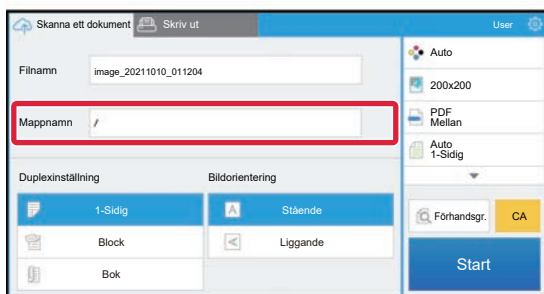 Skanna ett dokument
Skriv ut
User
Filnamn
image_20211010_011204
Mappnamn
/
Duplexinställning
Bildorientering
1-Sidig
A Stående
Block
A Liggande
Bok
Auto
200x200
PDF
Mellan
Auto
1-Sidig
Förhandsgr.
CA
Start